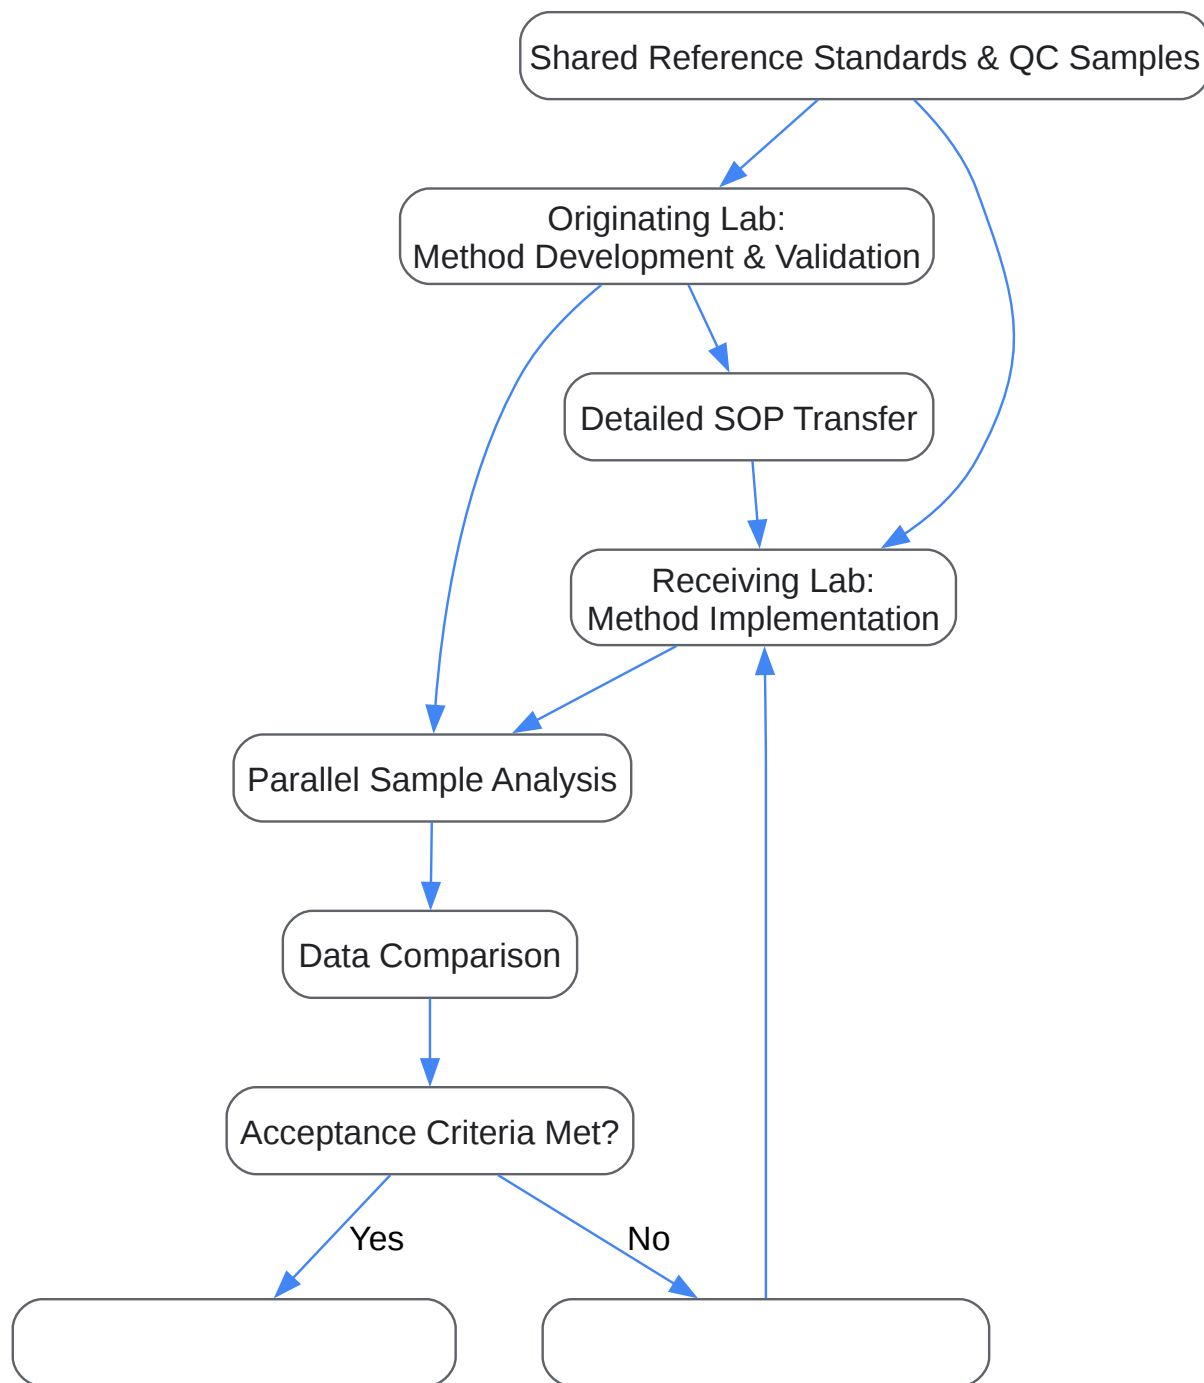 Shared Reference Standards & QC Samples
Originating Lab:
Method Development & Validation
Detailed SOP Transfer
Receiving Lab:
Method Implementation
Parallel Sample Analysis
Data Comparison
Acceptance Criteria Met?
Yes
No